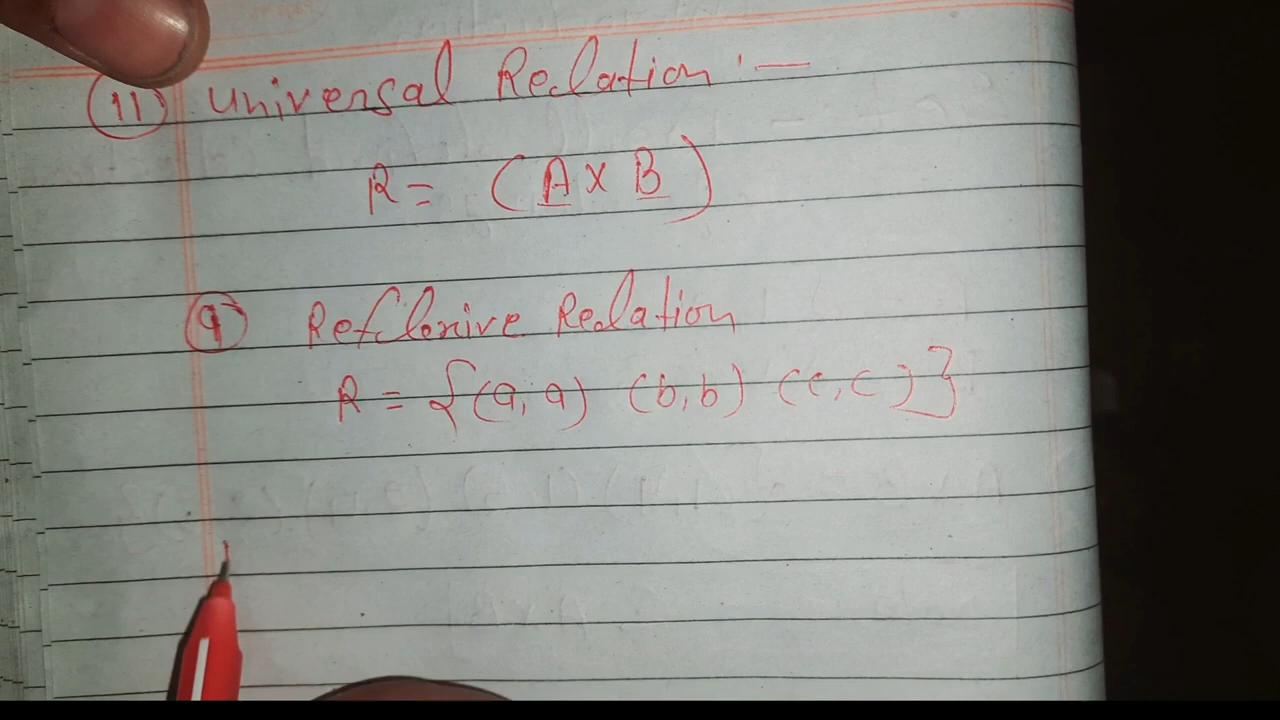 (11) Universal Relation :—
R = (A x B)
(9) Reflexive Relation
R = {(a, a) (b, b) (c, c)}